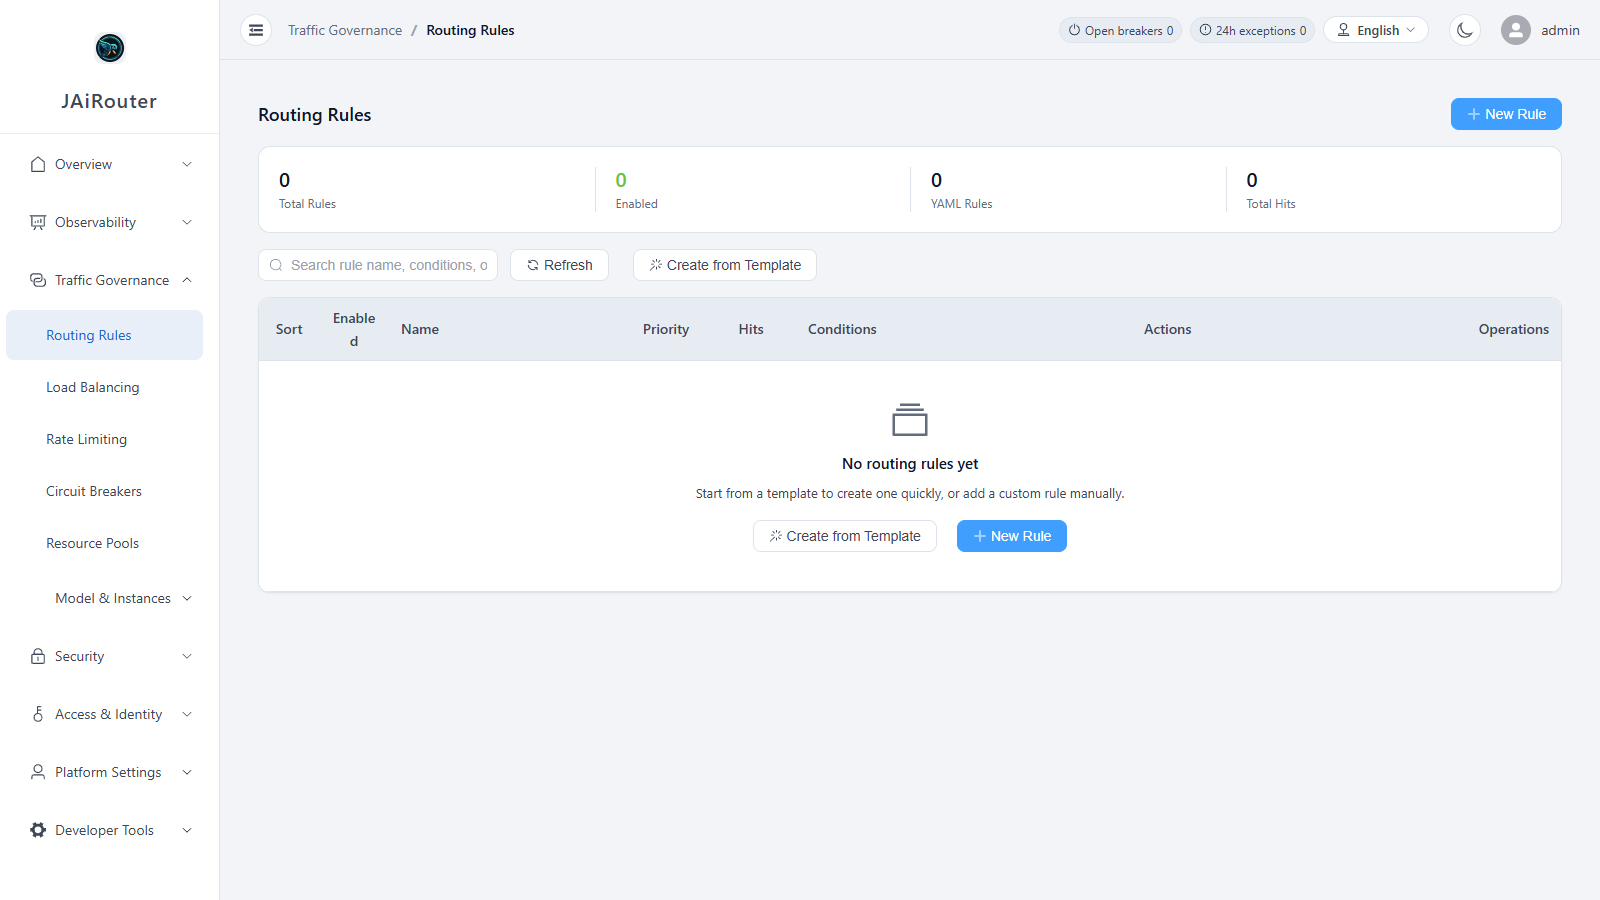 JAiRouter
Overview
Observability
Traffic Governance
Routing Rules
Load Balancing
Rate Limiting
Circuit Breakers
Resource Pools
Model & Instances
Security
Access & Identity
Platform Settings
Developer Tools
Traffic Governance / Routing Rules
Open breakers 0
24h exceptions 0
English
admin
Routing Rules
New Rule
0
Total Rules
0
Enabled
0
YAML Rules
0
Total Hits
Search rule name, conditions, o
Refresh
Create from Template
Sort
Enable
d
Name
Priority
Hits
Conditions
Actions
Operations
No routing rules yet
Start from a template to create one quickly, or add a custom rule manually.
Create from Template
New Rule